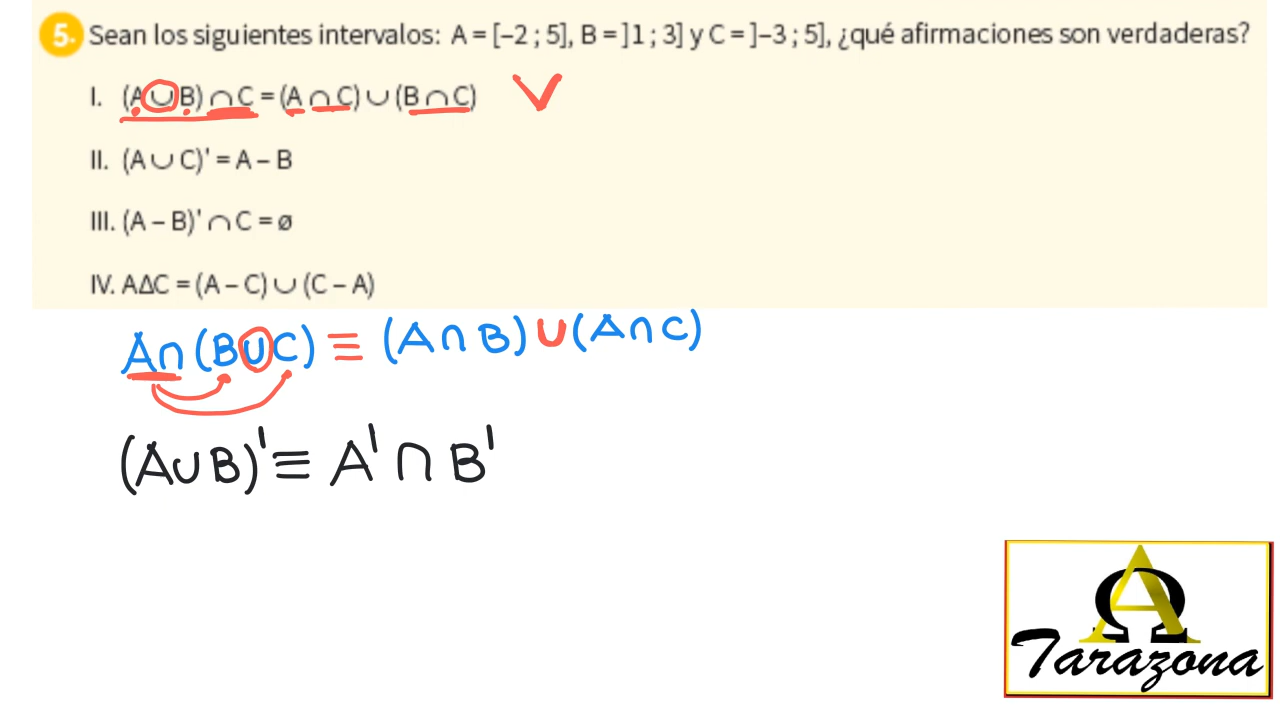 5. Sean los siguientes intervalos: A = [–2 ; 5], B = ]1 ; 3] y C = ]–3 ; 5], ¿qué afirmaciones son verdaderas?
I. (A ∪ B) ∩ C = (A ∩ C) ∪ (B ∩ C) V
II. (A ∪ C)' = A – B
III. (A – B)' ∩ C = ø
IV. AΔC = (A – C) ∪ (C – A)
A∩(B∪C) ≡ (A∩B)∪(A∩C)
(A∪B)' ≡ A' ∩ B'
AΩ
Tarazona